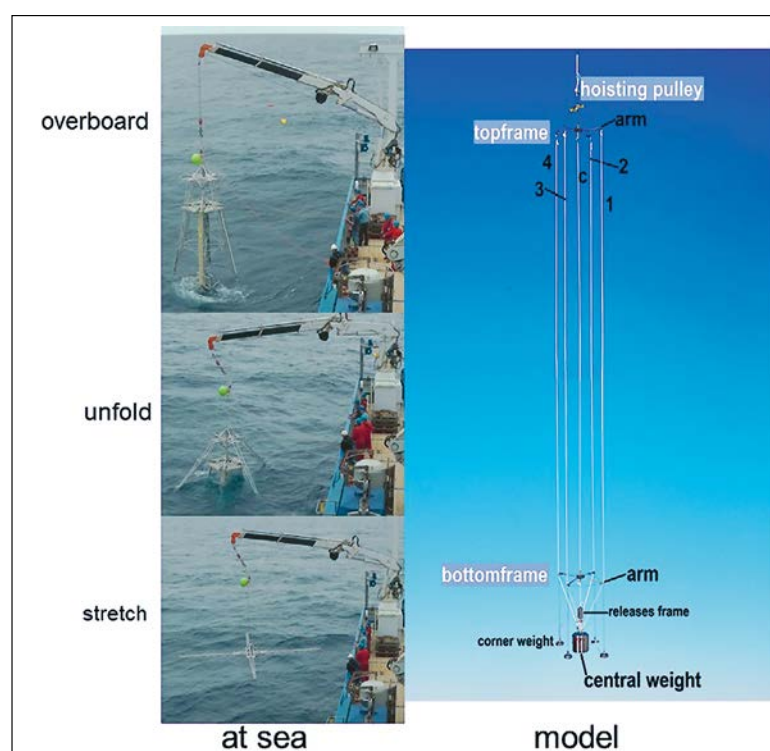 overboard
unfold
stretch
at sea
hoisting pulley
topframe
arm
4
3
c
2
1
bottomframe
arm
releases frame
corner weight
central weight
model